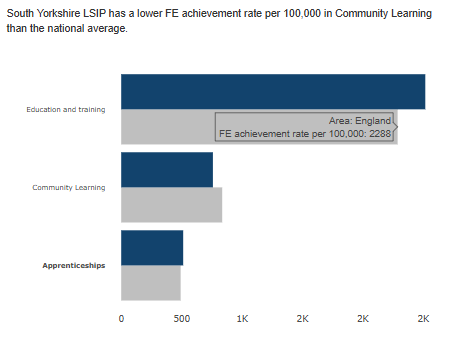 South Yorkshire LSIP has a lower FE achievement rate per 100,000 in Community Learning
than the national average.
Education and training
Area: England
FE achievement rate per 100,000: 2288
Community Learning
Apprenticeships
0 500 1K 2K 2K 2K